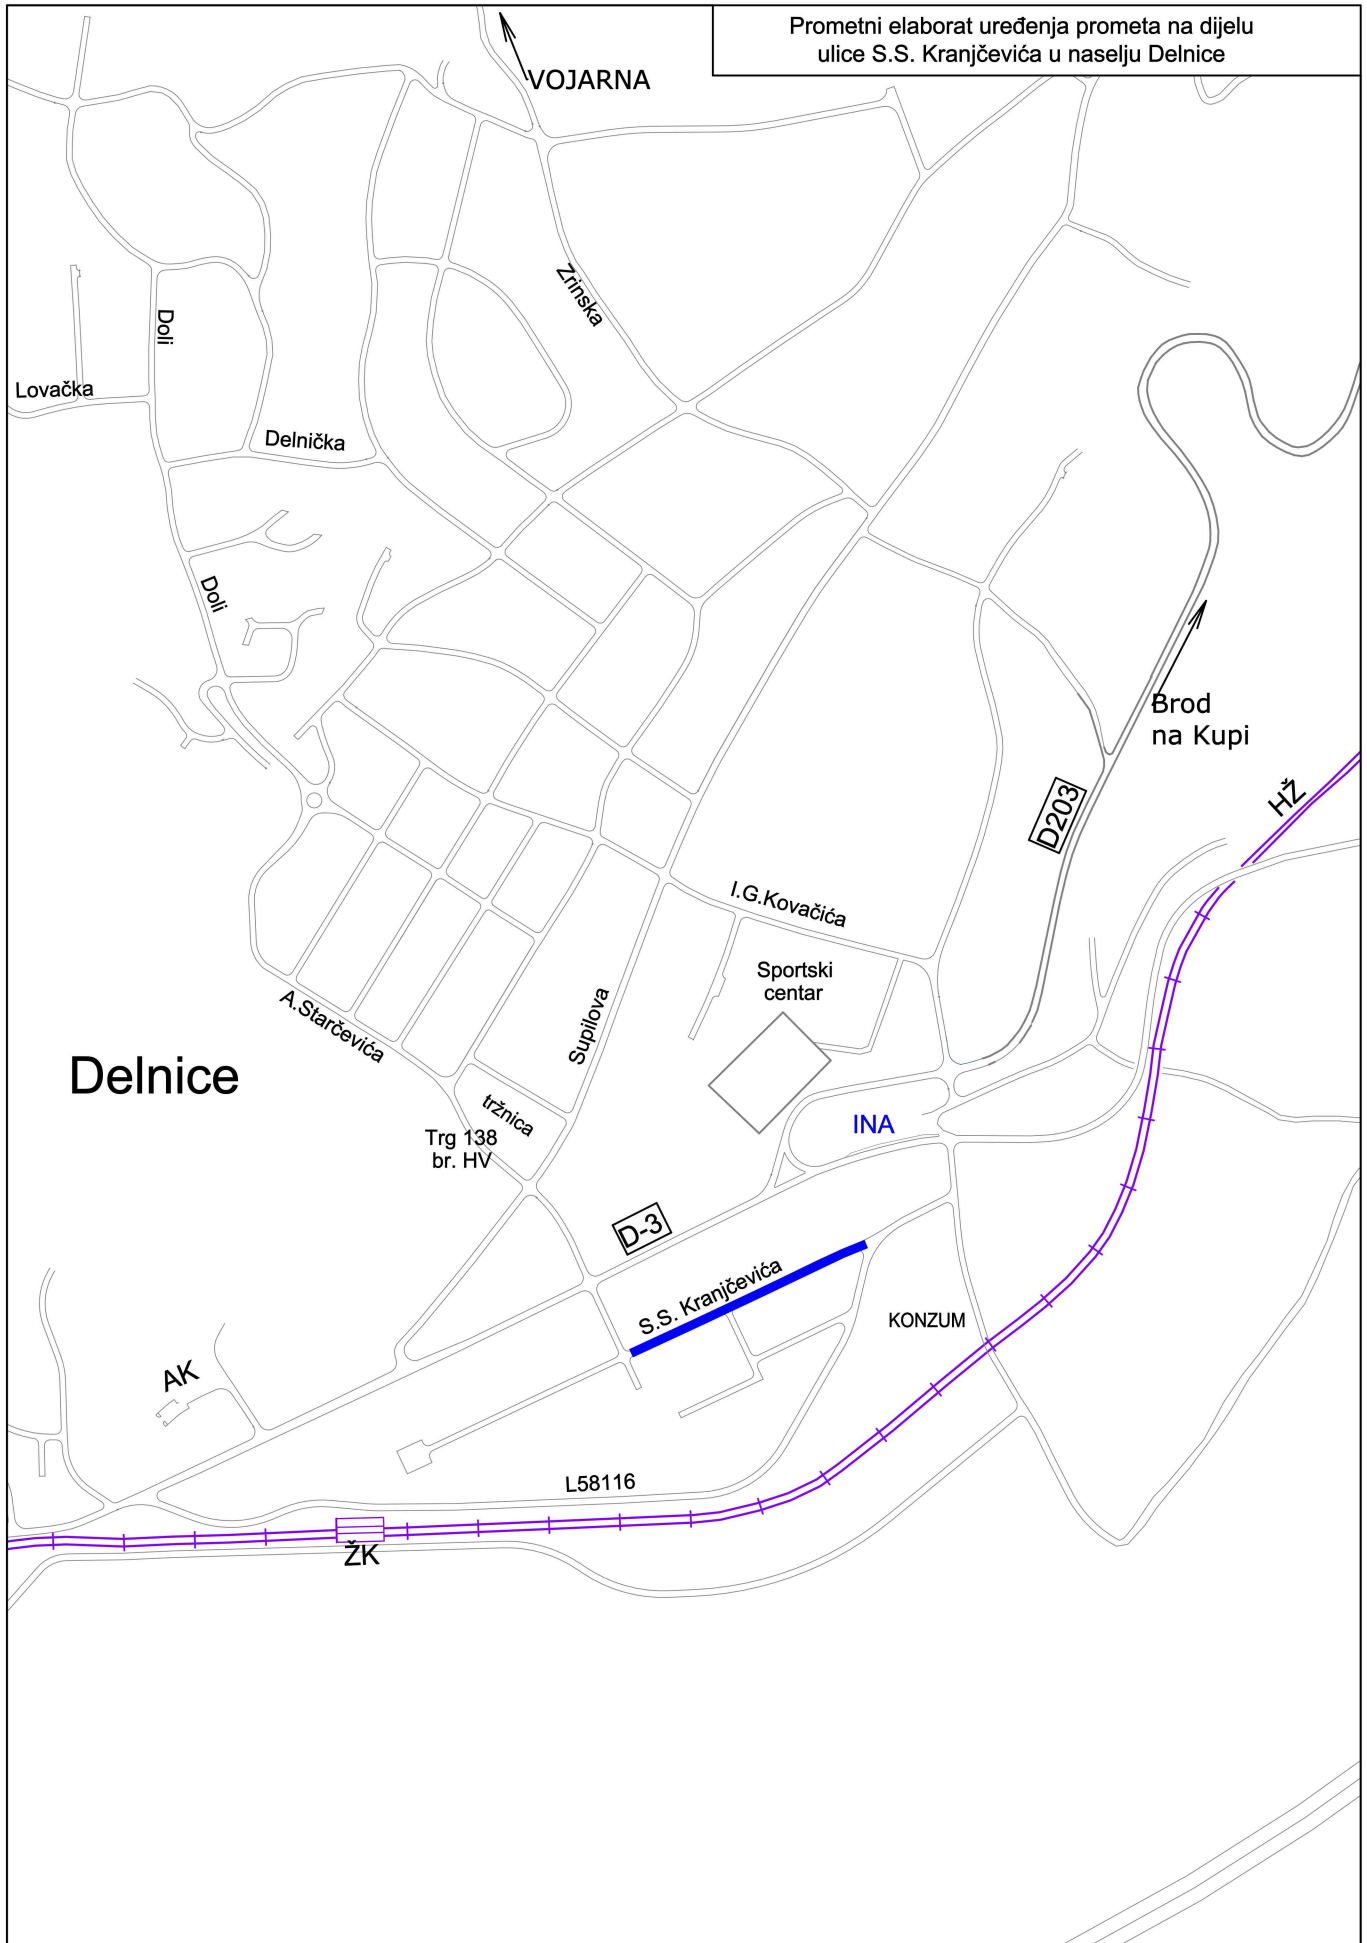 Prometni elaborat uređenja prometa na dijelu
ulice S.S. Kranjčevića u naselju Delnice
VOJARNA
Zrinska
Doli
Lovačka
Delnička
Doli
Brod
na Kupi
HŽ
D203
I.G.Kovačića
Sportski
centar
A.Starčevića
Supilova
Delnice
tržnica
INA
Trg 138
br. HV
D-3
S.S. Kranjčevića
KONZUM
AK
L58116
ŽK